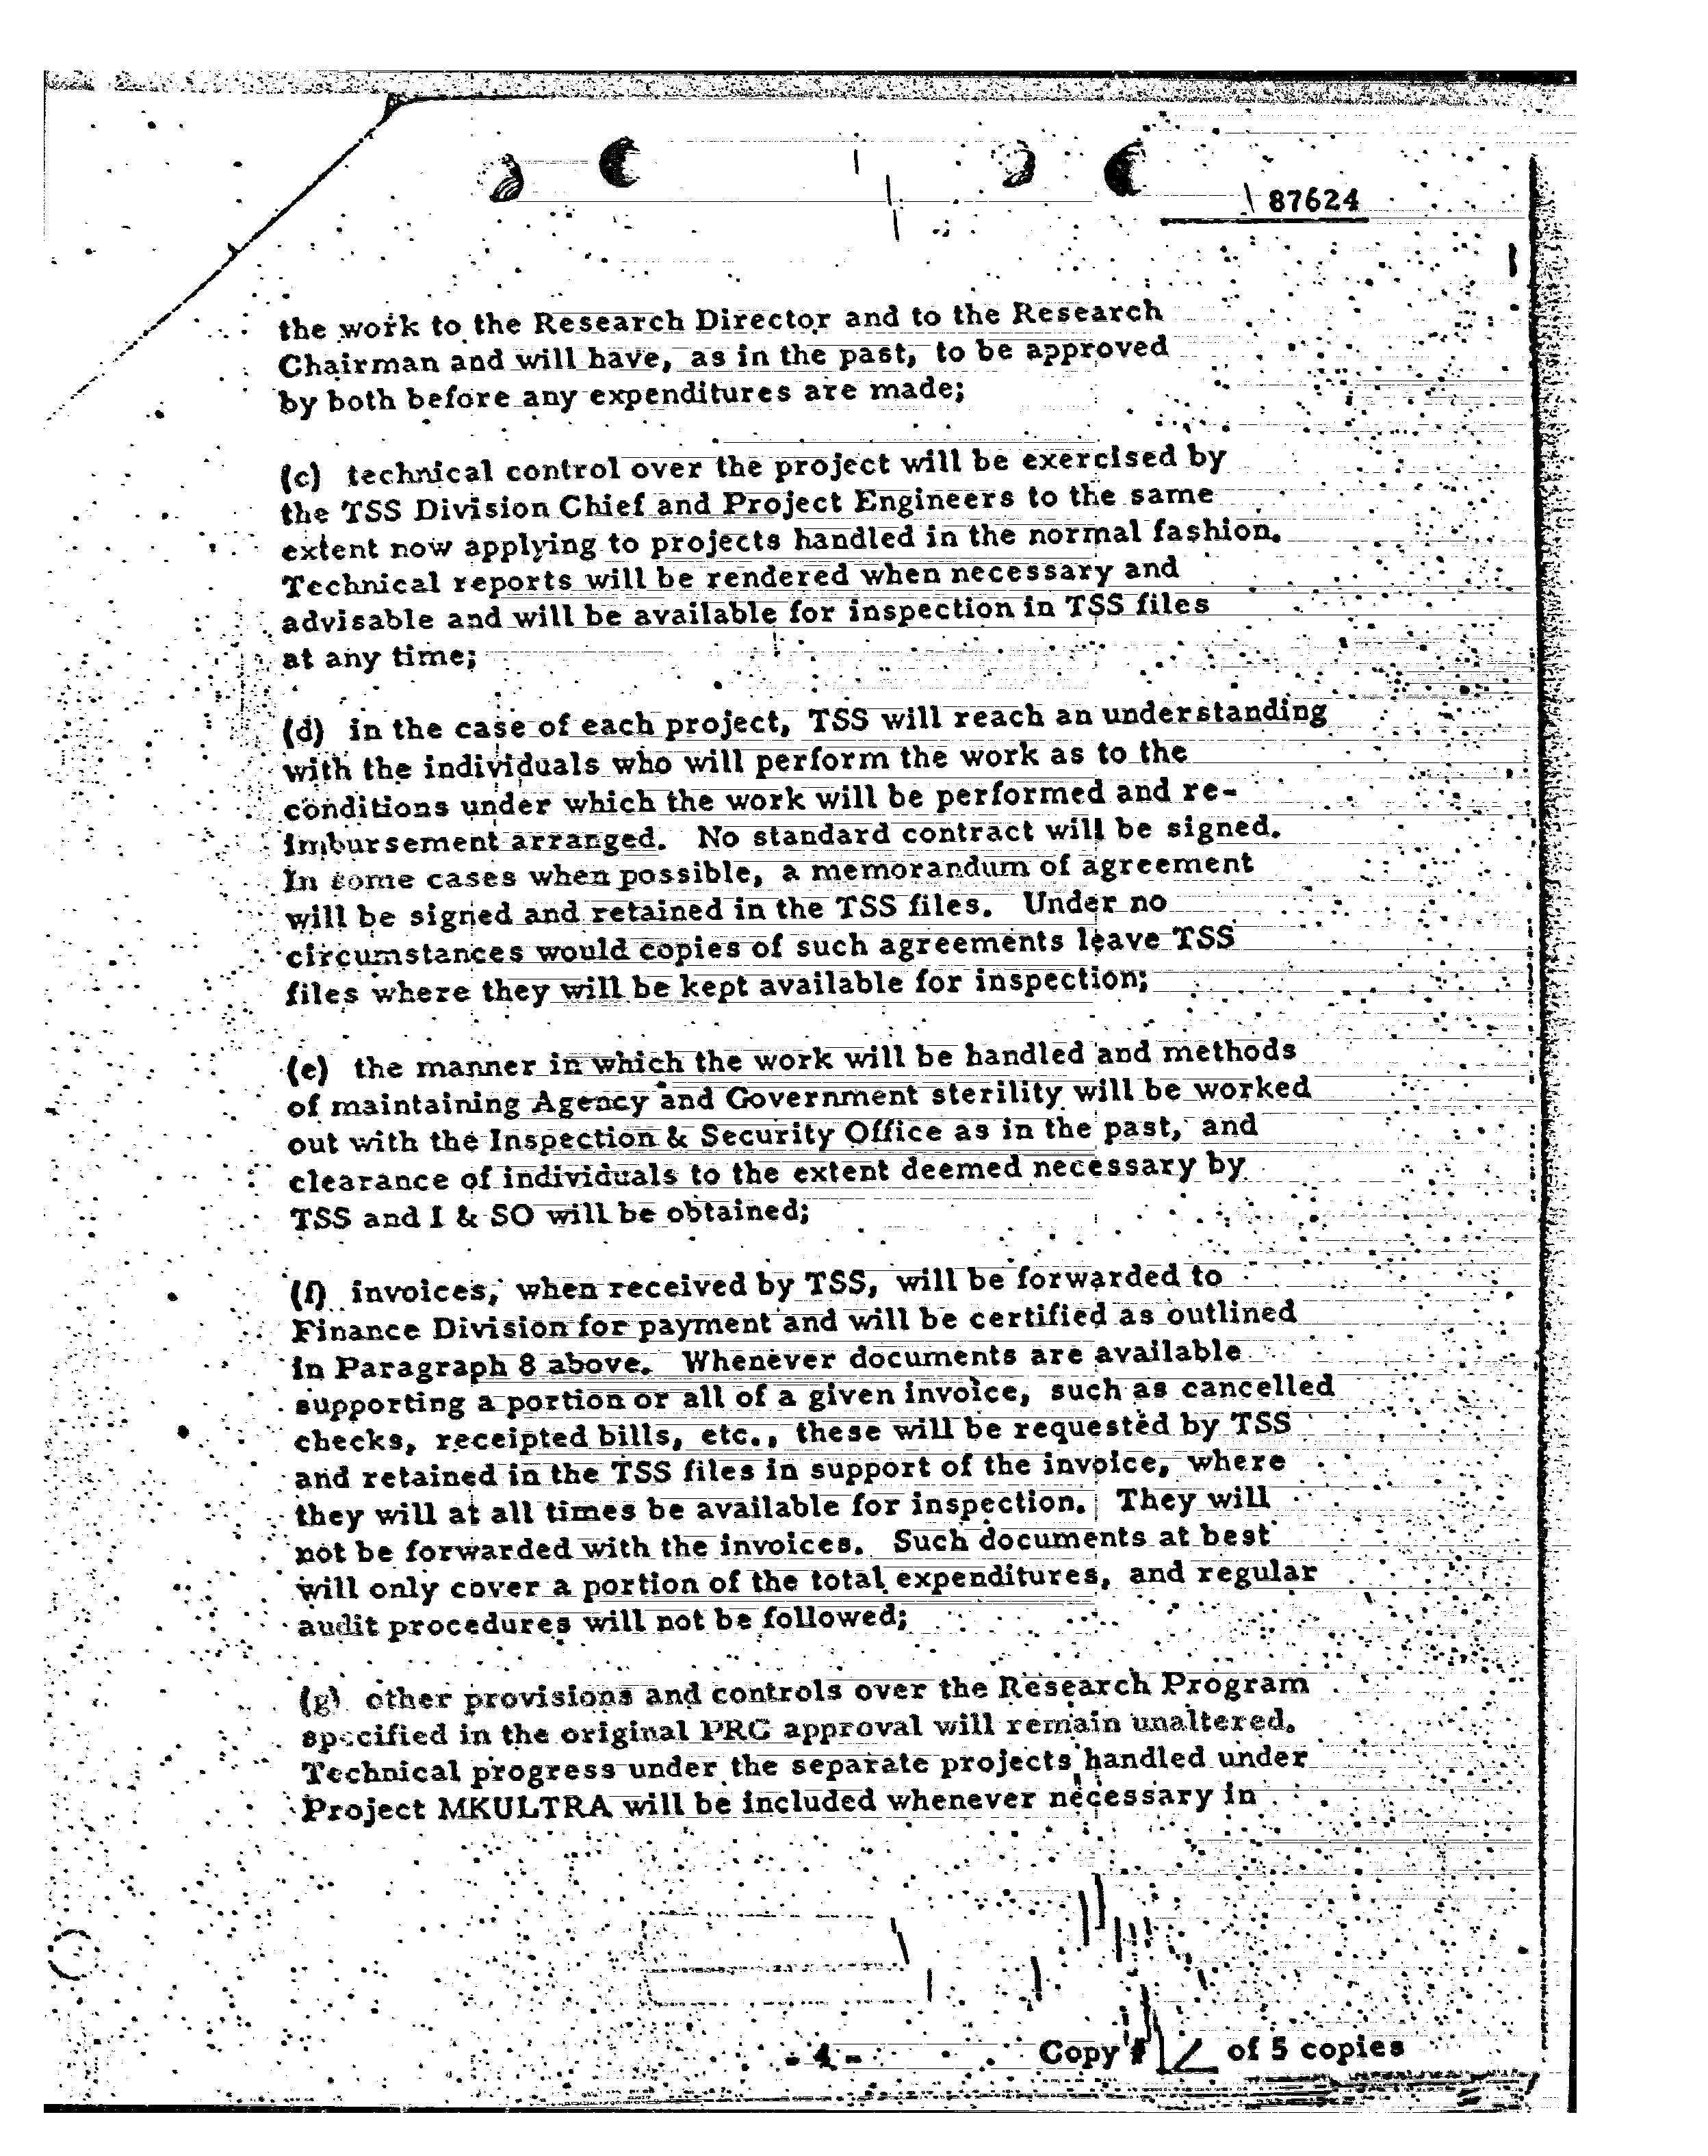 87624
the work to the Research Director and to the Research
Chairman and will have, as in the past, to be approved
by both before any expenditures are made;
(c) technical control over the project will be exercised by
the TSS Division Chief and Project Engineers to the same
extent now applying to projects handled in the normal fashion.
Technical reports will be rendered when necessary and
advisable and will be available for inspection in TSS files
at any time;
(d) in the case of each project, TSS will reach an understanding
with the individuals who will perform the work as to the
conditions under which the work will be performed and re-
imbursement arranged. No standard contract will be signed.
In some cases when possible, a memorandum of agreement
will be signed and retained in the TSS files. Under no
circumstances would copies of such agreements leave TSS
files where they will be kept available for inspection;
(e) the manner in which the work will be handled and methods
of maintaining Agency and Government sterility will be worked
out with the Inspection & Security Office as in the past, and
clearance of individuals to the extent deemed necessary by
TSS and I & SO will be obtained;
(f) invoices, when received by TSS, will be forwarded to
Finance Division for payment and will be certified as outlined
in Paragraph 8 above. Whenever documents are available
supporting a portion or all of a given invoice, such as cancelled
checks, receipted bills, etc., these will be requested by TSS
and retained in the TSS files in support of the invoice, where
they will at all times be available for inspection. They will
not be forwarded with the invoices. Such documents at best
will only cover a portion of the total expenditures, and regular
audit procedures will not be followed;
(g) other provisions and controls over the Research Program
specified in the original PRC approval will remain unaltered.
Technical progress under the separate projects handled under
Project MKULTRA will be included whenever necessary in
- 4 -
Copy # of 5 copies